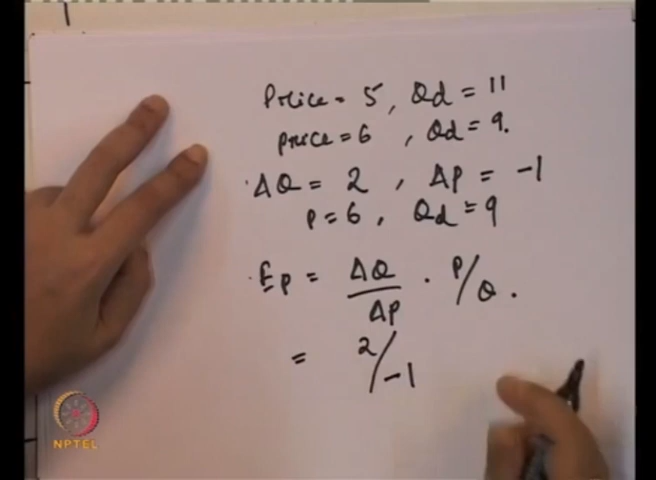 Price = 5, Qd = 11
price = 6, Qd = 9.
ΔQ = 2, ΔP = -1
P = 6, Qd = 9
Ep = ΔQ/ΔP . P/Q.
= 2/-1
NPTEL